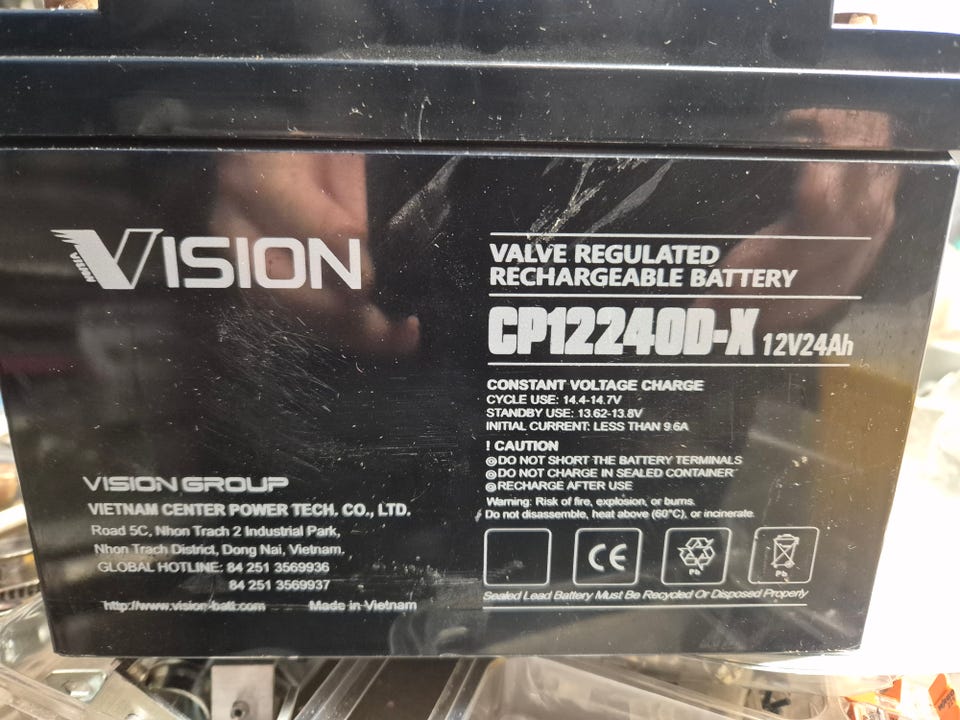 VISION
VISION
VALVE REGULATED
RECHARGEABLE BATTERY
CP12240D-X 12V24Ah
CONSTANT VOLTAGE CHARGE
CYCLE USE: 14.4-14.7V
STANDBY USE: 13.62-13.8V
INITIAL CURRENT: LESS THAN 9.6A
! CAUTION
DO NOT SHORT THE BATTERY TERMINALS
DO NOT CHARGE IN SEALED CONTAINER
RECHARGE AFTER USE
Warning: Risk of fire, explosion, or burns.
Do not disassemble, heat above (60°C), or incinerate.
CE
Pb
Pb
Sealed Lead Battery Must Be Recycled Or Disposed Properly
VISION GROUP
VIETNAM CENTER POWER TECH. CO., LTD.
Road 5C, Nhon Trach 2 Industrial Park,
Nhon Trach District, Dong Nai, Vietnam.
GLOBAL HOTLINE: 84 251 3569936
84 251 3569937
http://www.vision-batt.com Made in Vietnam